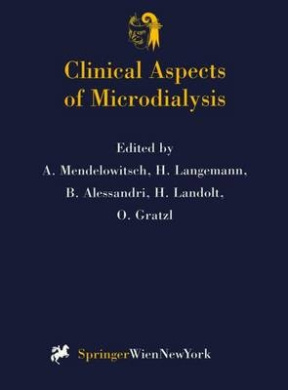 Clinical Aspects
of Microdialysis
Edited by
A. Mendelowitsch, H. Langemann,
B. Alessandri, H. Landolt,
O. Gratzl
SpringerWienNewYork